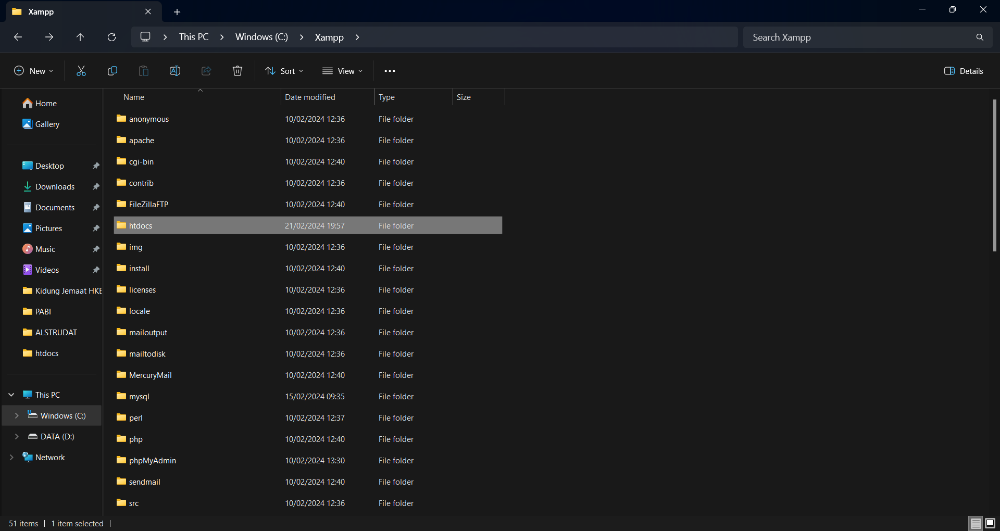 Xampp
This PC > Windows (C:) > Xampp >
Search Xampp
New
Sort
View
Details
Name Date modified Type Size
Home
Gallery
Desktop
Downloads
Documents
Pictures
Music
Videos
Kidung Jemaat HKB
PABI
ALSTRUDAT
htdocs
This PC
Windows (C:)
DATA (D:)
Network
anonymous 10/02/2024 12:36 File folder
apache 10/02/2024 12:36 File folder
cgi-bin 10/02/2024 12:40 File folder
contrib 10/02/2024 12:36 File folder
FileZillaFTP 10/02/2024 12:40 File folder
htdocs 21/02/2024 19:57 File folder
img 10/02/2024 12:36 File folder
install 10/02/2024 12:40 File folder
licenses 10/02/2024 12:36 File folder
locale 10/02/2024 12:36 File folder
mailoutput 10/02/2024 12:36 File folder
mailtodisk 10/02/2024 12:36 File folder
MercuryMail 10/02/2024 12:40 File folder
mysql 15/02/2024 09:35 File folder
perl 10/02/2024 12:37 File folder
php 10/02/2024 12:40 File folder
phpMyAdmin 10/02/2024 13:30 File folder
sendmail 10/02/2024 12:40 File folder
src 10/02/2024 12:36 File folder
51 items | 1 item selected |